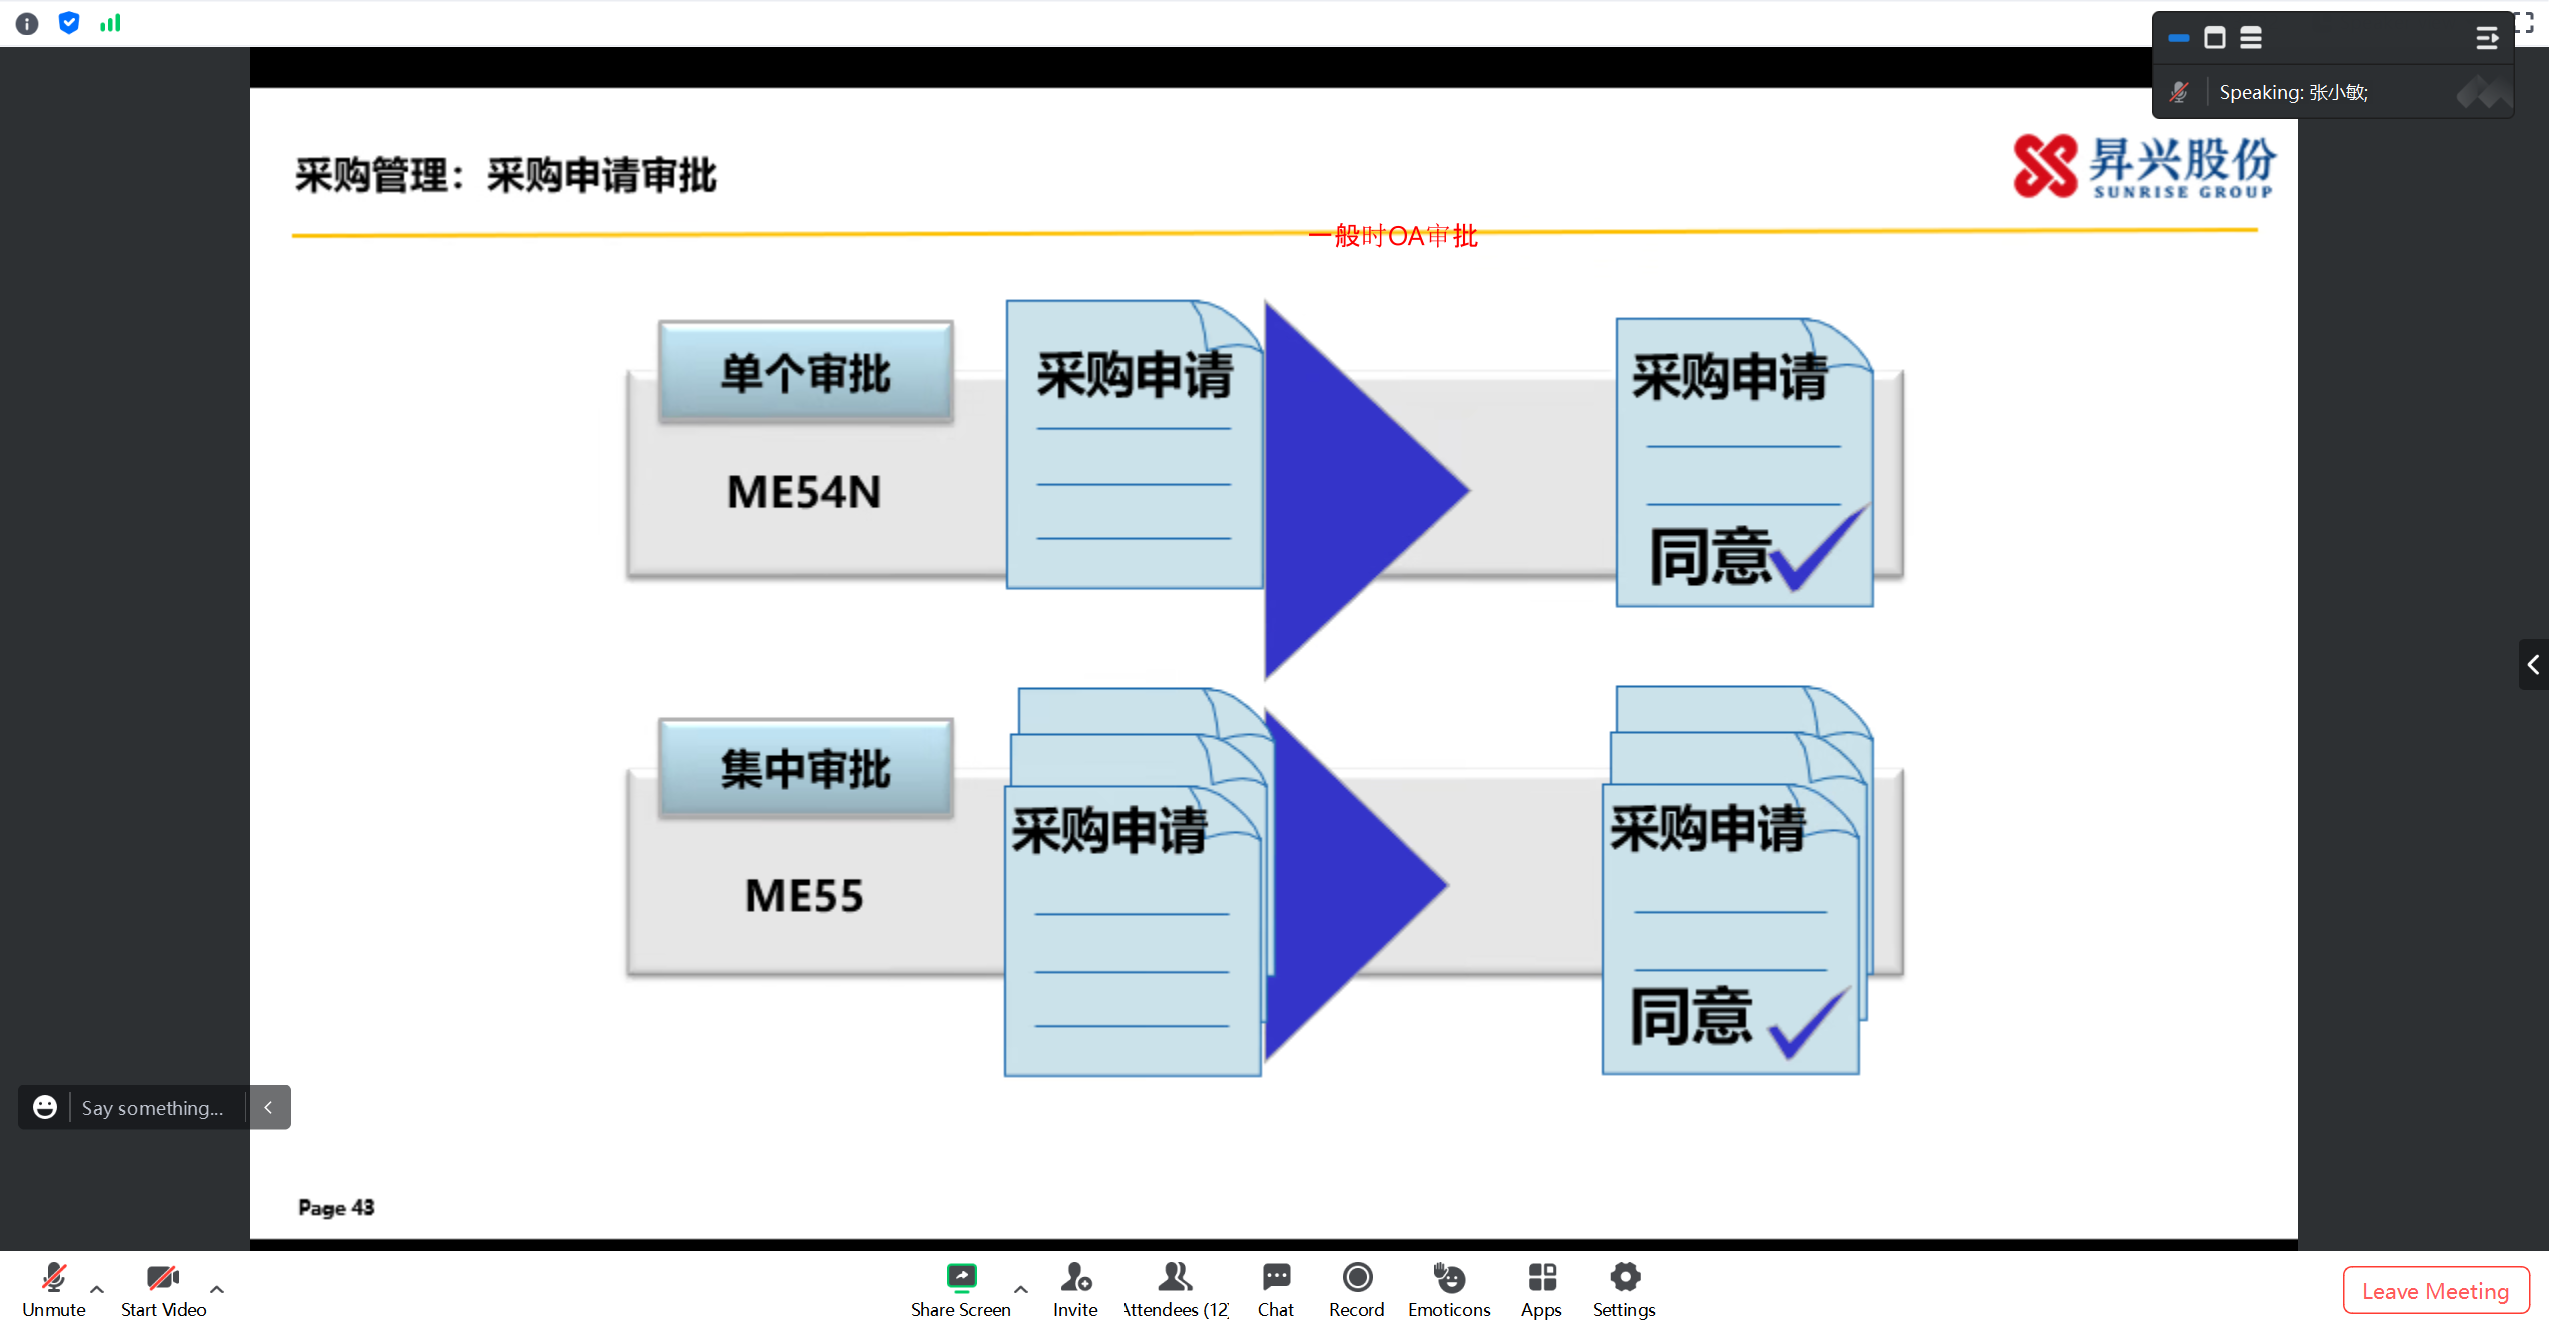 Speaking: 张小敏;
采购管理：采购申请审批
昇兴股份
SUNRISE GROUP
一般时OA审批
单个审批
ME54N
采购申请
采购申请
同意
集中审批
ME55
采购申请
采购申请
同意
Say something...
Page 43
Unmute
Start Video
Share Screen
Invite
Attendees (12)
Chat
Record
Emoticons
Apps
Settings
Leave Meeting